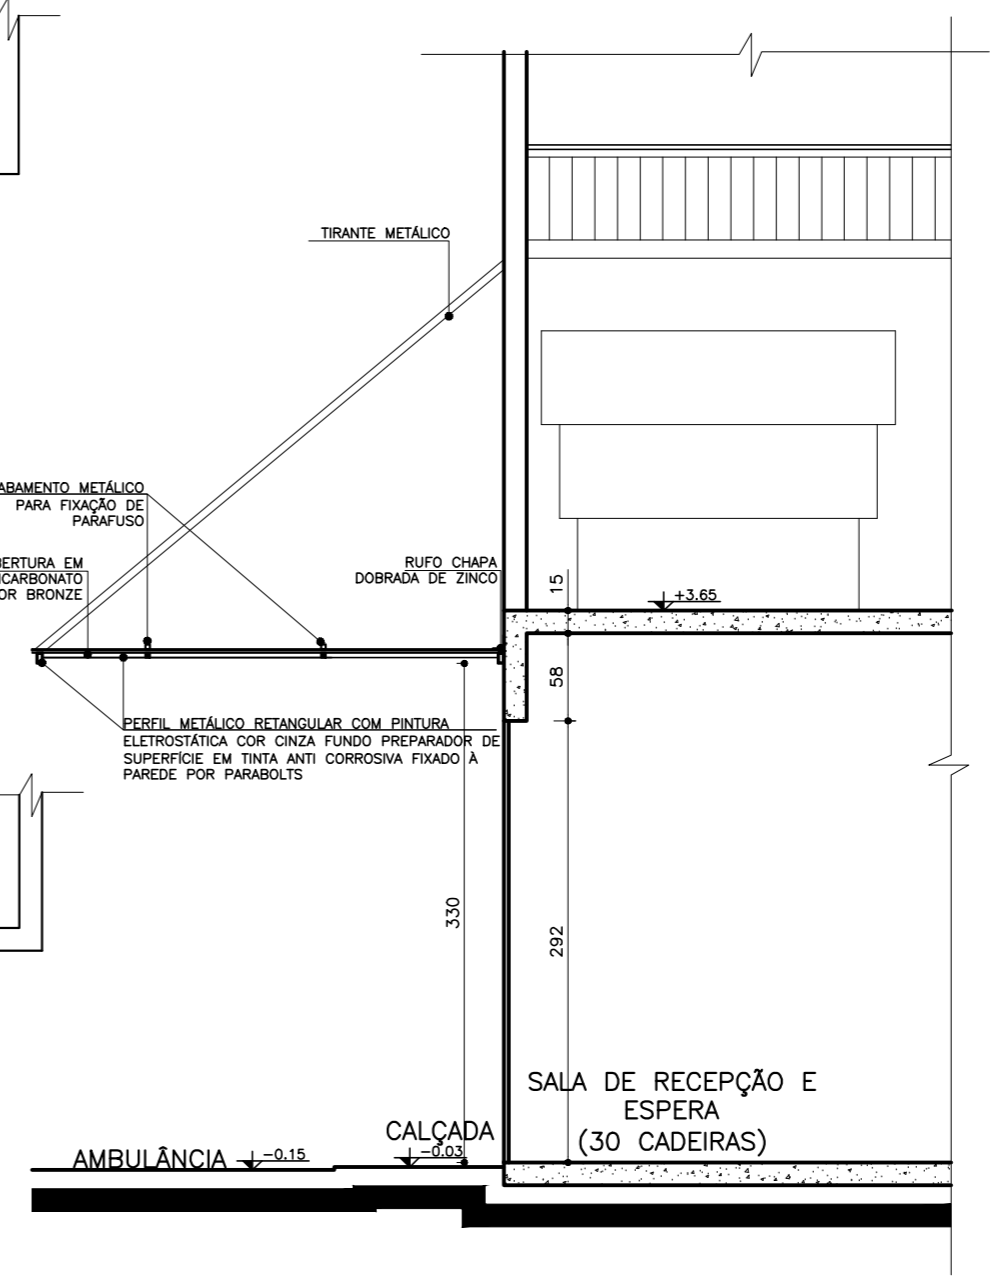 TIRANTE METÁLICO
ABAMENTO METÁLICO
PARA FIXAÇÃO DE
PARAFUSO
BERTURA EM
ICARBONATO
OR BRONZE
RUFO CHAPA
DOBRADA DE ZINCO
15
+3.65
58
PERFIL METÁLICO RETANGULAR COM PINTURA
ELETROSTÁTICA COR CINZA FUNDO PREPARADOR DE
SUPERFÍCIE EM TINTA ANTI CORROSIVA FIXADO À
PAREDE POR PARABOLTS
330
292
SALA DE RECEPÇÃO E
ESPERA
(30 CADEIRAS)
CALÇADA
-0.03
AMBULÂNCIA
-0.15